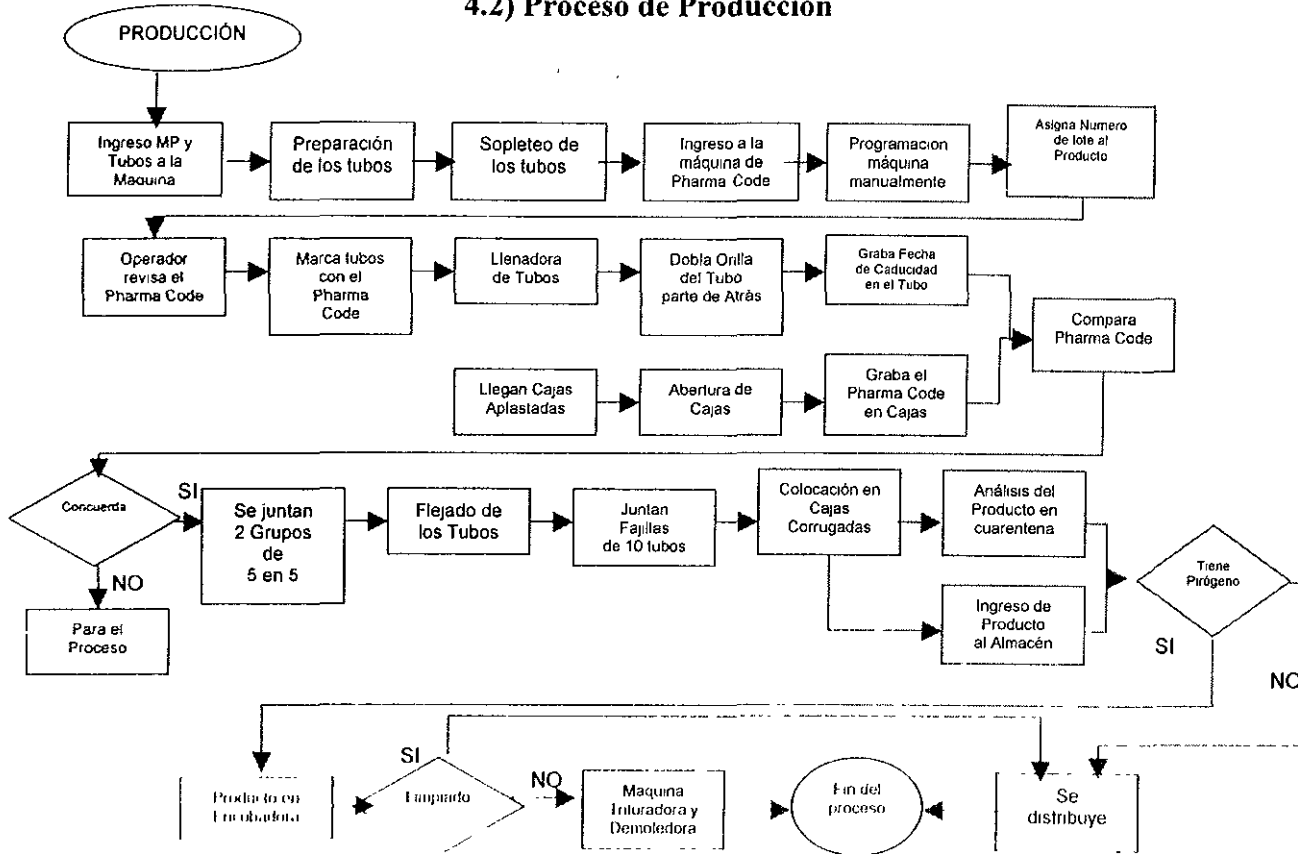 4.2) Proceso de Producción
PRODUCCIÓN
Ingreso MP y
Tubos a la
Maquina
Preparación
de los tubos
Sopleteo de
los tubos
Ingreso a la
máquina de
Pharma Code
Programacion
máquina
manualmente
Asigna Numero
de lote al
Producto
Operador
revisa el
Pharma Code
Marca tubos
con el
Pharma
Code
Llenadora
de Tubos
Dobla Orilla
del Tubo
parte de Atràs
Graba Fecha
de Caducidad
en el Tubo
Compara
Pharma Code
Llegan Cajas
Aplastadas
Abertura de
Cajas
Graba el
Pharma Code
en Cajas
Concuerda
SI
NO
Para el
Proceso
Se juntan
2 Grupos
de
5 en 5
Flejado de
los Tubos
Juntan
Fajillas
de 10 tubos
Colocación en
Cajas
Corrugadas
Análisis del
Producto en
cuarentena
Ingreso de
Producto
al Almacén
Tiene
Pirógeno
SI
NO
Producto en
Encobadora
SI
Limpiado
NO
Maquina
Trituradora y
Demoledora
Fin del
proceso
Se
distribuye